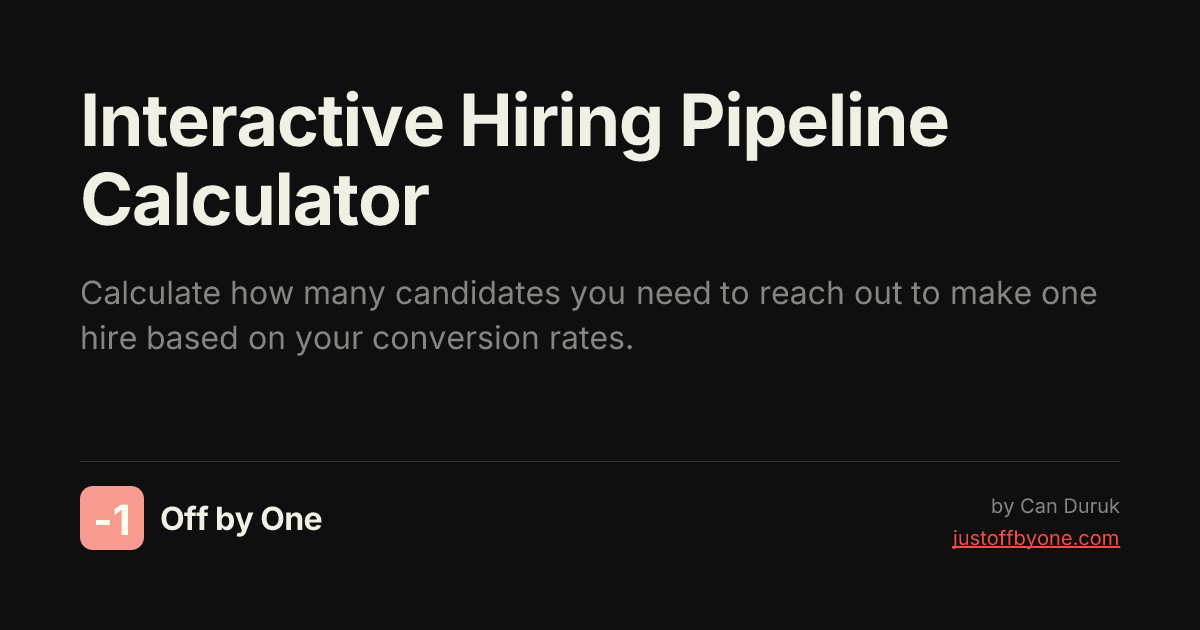 Interactive Hiring Pipeline
Calculator
Calculate how many candidates you need to reach out to make one
hire based on your conversion rates.
-1
Off by One
by Can Duruk
justoffbyone.com